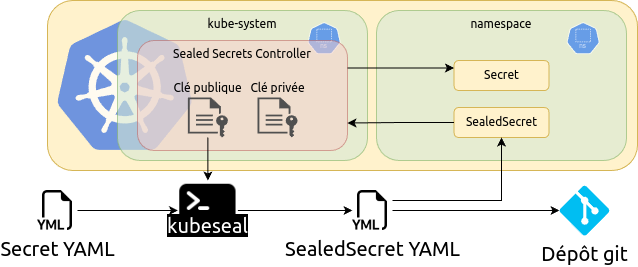 kube-system
namespace
Sealed Secrets Controller
ns
ns
Clé publique
Clé privée
Secret
SealedSecret
YML
kubeseal
YML
Secret YAML
SealedSecret YAML
Dépôt git